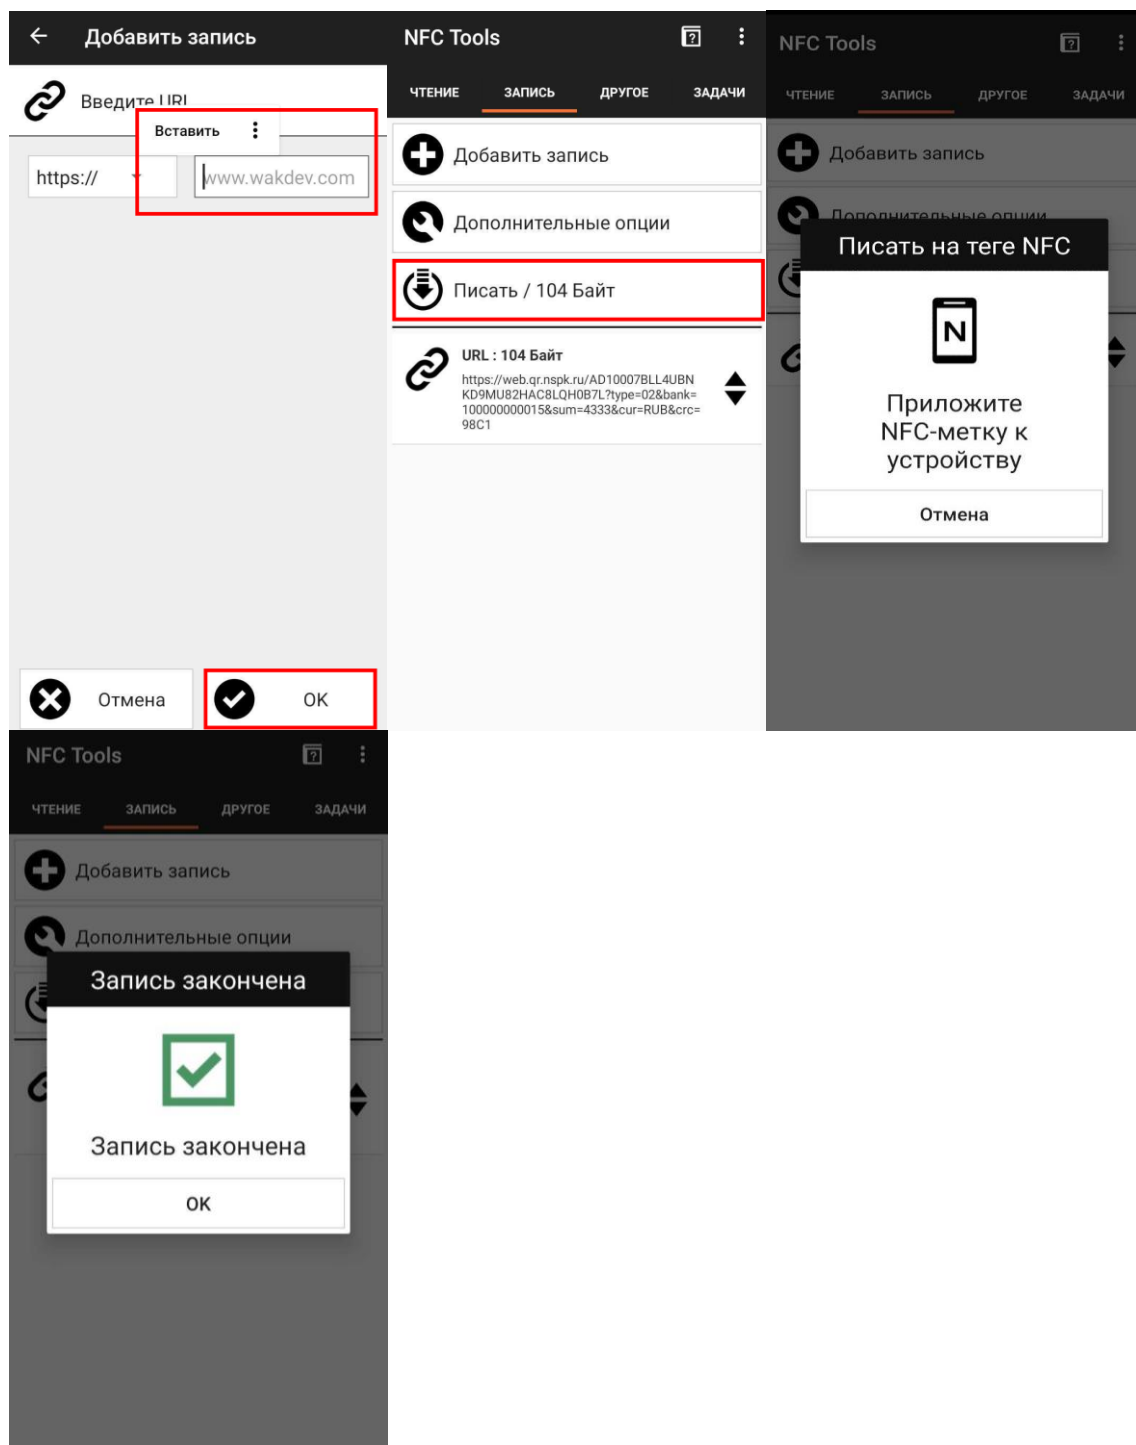 Добавить запись
Введите URL
Вставить
https://
www.wakdev.com
Отмена
OK
NFC Tools
ЧТЕНИЕ ЗАПИСЬ ДРУГОЕ ЗАДАЧИ
Добавить запись
Дополнительные опции
Писать / 104 Байт
URL : 104 Байт
https://web.qr.nspk.ru/AD10007BLL4UBN
KD9MU82HAC8LQH0B7L?type=02&bank=
100000000015&sum=4333&cur=RUB&crc=
98C1
NFC Tools
ЧТЕНИЕ ЗАПИСЬ ДРУГОЕ ЗАДАЧИ
Добавить запись
Дополнительные опции
Писать на теге NFC
N
Приложите
NFC-метку к
устройству
Отмена
NFC Tools
ЧТЕНИЕ ЗАПИСЬ ДРУГОЕ ЗАДАЧИ
Добавить запись
Дополнительные опции
Запись закончена
Запись закончена
OK